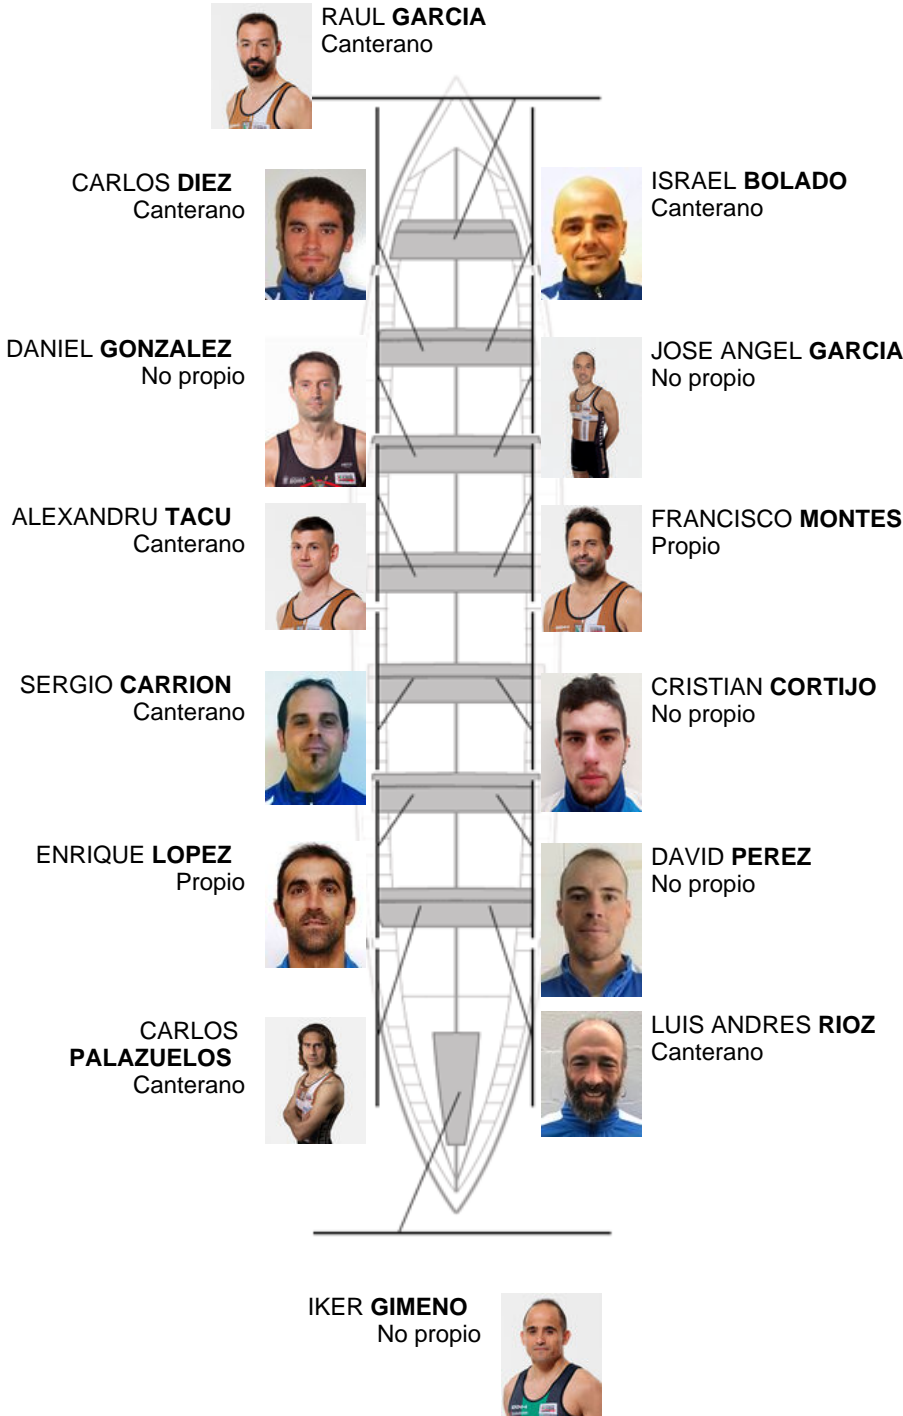 RAUL GARCIA
Canterano
CARLOS DIEZ
Canterano
ISRAEL BOLADO
Canterano
DANIEL GONZALEZ
No propio
JOSE ANGEL GARCIA
No propio
ALEXANDRU TACU
Canterano
FRANCISCO MONTES
Propio
SERGIO CARRION
Canterano
CRISTIAN CORTIJO
No propio
ENRIQUE LOPEZ
Propio
DAVID PEREZ
No propio
CARLOS
PALAZUELOS
Canterano
LUIS ANDRES RIOZ
Canterano
IKER GIMENO
No propio